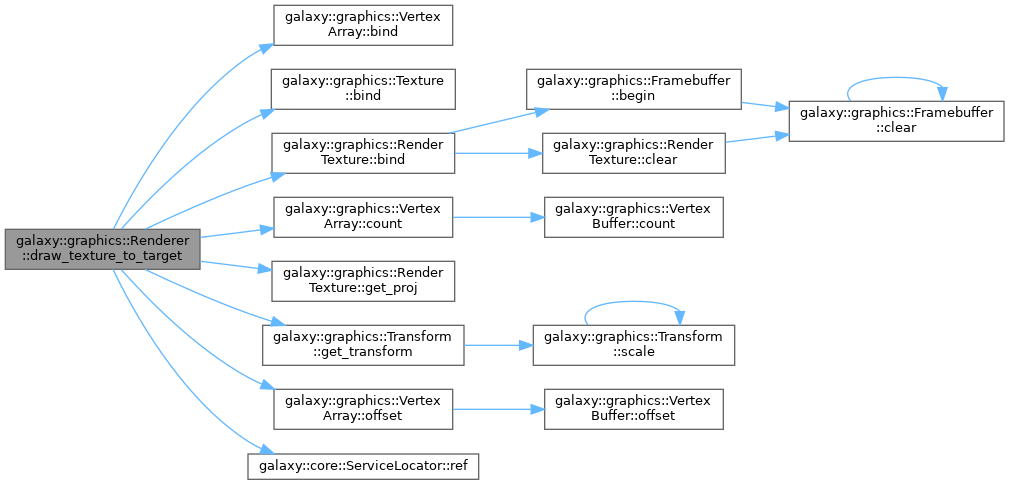 galaxy::graphics::Renderer
::draw_texture_to_target
galaxy::graphics::Vertex
Array::bind
galaxy::graphics::Texture
::bind
galaxy::graphics::Render
Texture::bind
galaxy::graphics::Framebuffer
::begin
galaxy::graphics::Framebuffer
::clear
galaxy::graphics::Render
Texture::clear
galaxy::graphics::Vertex
Array::count
galaxy::graphics::Vertex
Buffer::count
galaxy::graphics::Render
Texture::get_proj
galaxy::graphics::Transform
::get_transform
galaxy::graphics::Transform
::scale
galaxy::graphics::Vertex
Array::offset
galaxy::graphics::Vertex
Buffer::offset
galaxy::core::ServiceLocator::ref